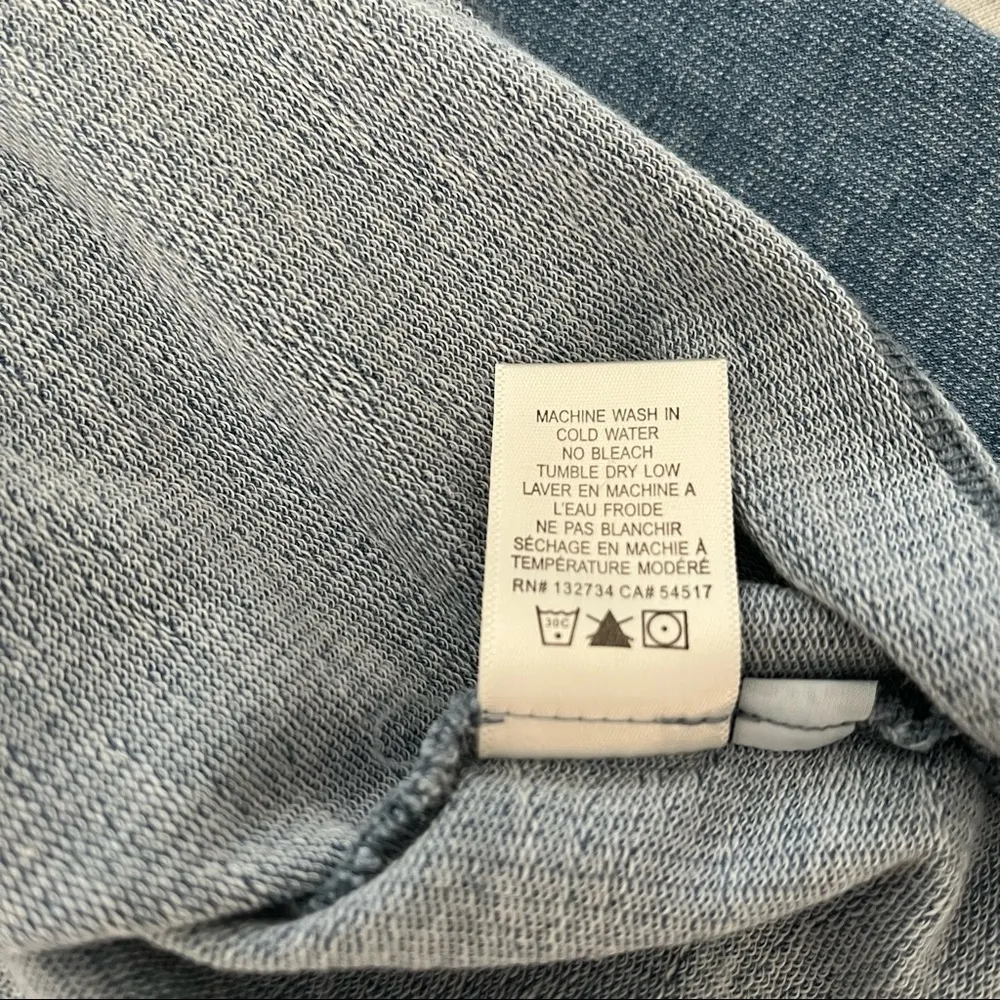 MACHINE WASH IN
COLD WATER
NO BLEACH
TUMBLE DRY LOW
LAVER EN MACHINE A
L'EAU FROIDE
NE PAS BLANCHIR
SÉCHAGE EN MACHIE À
TEMPÉRATURE MODÉRÉ
RN# 132734 CA# 54517
30C